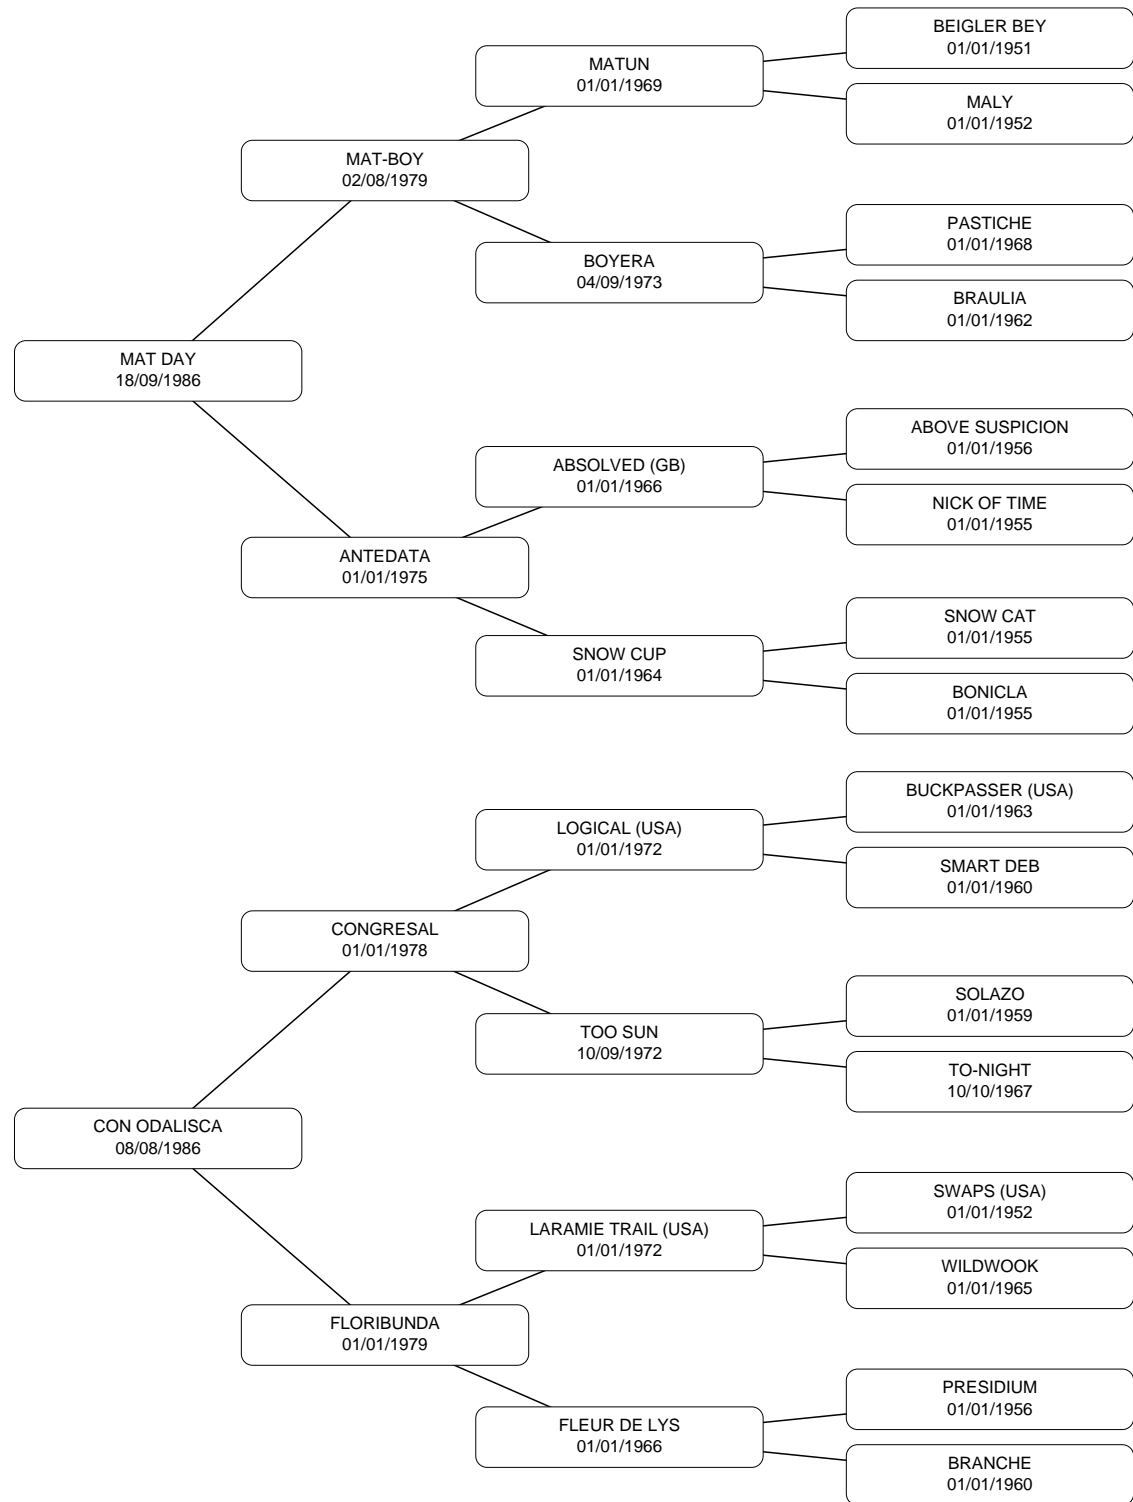 BEIGLER BEY
01/01/1951
MATUN
01/01/1969
MALY
01/01/1952
MAT-BOY
02/08/1979
PASTICHE
01/01/1968
BOYERA
04/09/1973
BRAULIA
01/01/1962
MAT DAY
18/09/1986
ABOVE SUSPICION
01/01/1956
ABSOLVED (GB)
01/01/1966
NICK OF TIME
01/01/1955
ANTEDATA
01/01/1975
SNOW CAT
01/01/1955
SNOW CUP
01/01/1964
BONICLA
01/01/1955
BUCKPASSER (USA)
01/01/1963
LOGICAL (USA)
01/01/1972
SMART DEB
01/01/1960
CONGRESAL
01/01/1978
SOLAZO
01/01/1959
TOO SUN
10/09/1972
TO-NIGHT
10/10/1967
CON ODALISCA
08/08/1986
SWAPS (USA)
01/01/1952
LARAMIE TRAIL (USA)
01/01/1972
WILDWOOK
01/01/1965
FLORIBUNDA
01/01/1979
PRESIDIUM
01/01/1956
FLEUR DE LYS
01/01/1966
BRANCHE
01/01/1960